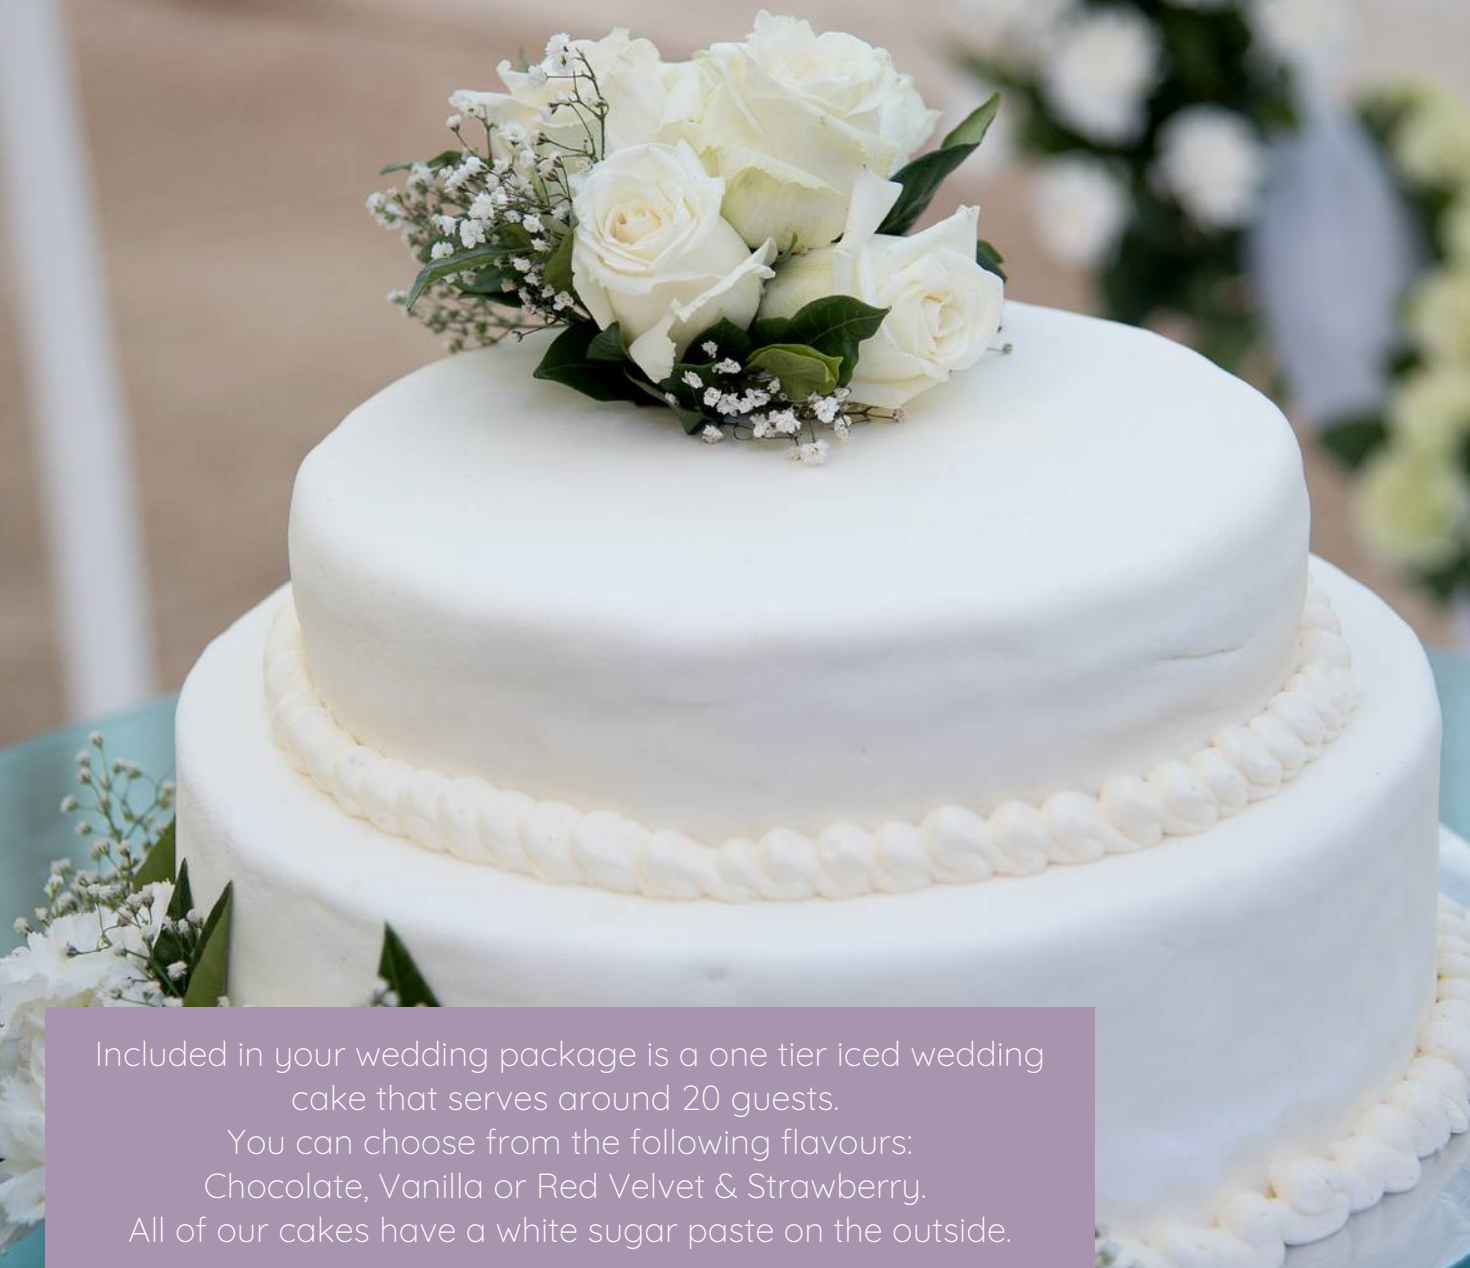 Included in your wedding package is a one tier iced wedding
cake that serves around 20 guests.
You can choose from the following flavours:
Chocolate, Vanilla or Red Velvet & Strawberry.
All of our cakes have a white sugar paste on the outside.